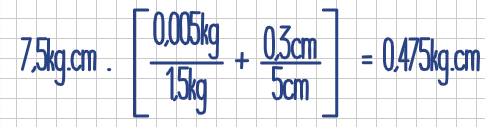 7,5kg.cm . [ 0,005kg / 1,5kg + 0,3cm / 5cm ] = 0,475kg.cm